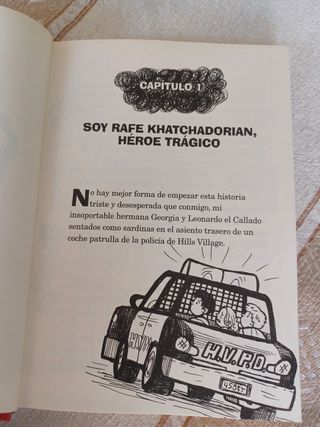 CAPÍTULO 1
SOY RAFE KHATCHADORIAN,
HÉROE TRÁGICO
No hay mejor forma de empezar esta historia
triste y desesperada que conmigo, mi
insoportable hermana Georgia y Leonardo el Callado
sentados como sardinas en el asiento trasero de un
coche patrulla de la policía de Hills Village.
H.V.P.D.